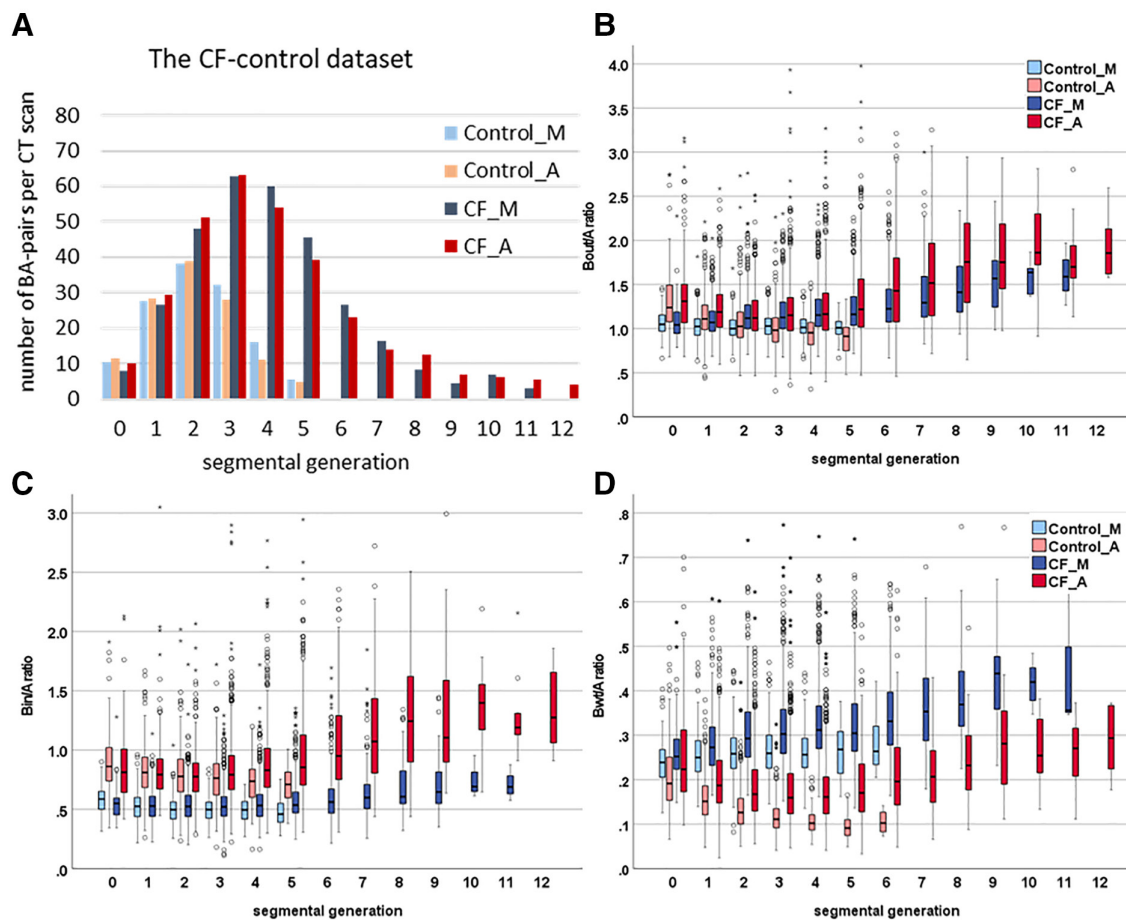 A
The CF-control dataset
number of BA-pairs per CT scan
80
70
60
50
40
30
20
10
0
Control_M
Control_A
CF_M
CF_A
0 1 2 3 4 5 6 7 8 9 10 11 12
segmental generation
B
Bout/A ratio
4.0
3.5
3.0
2.5
2.0
1.5
1.0
.5
.0
Control_M
Control_A
CF_M
CF_A
0 1 2 3 4 5 6 7 8 9 10 11 12
segmental generation
C
Bin/A ratio
3.0
2.5
2.0
1.5
1.0
.5
.0
0 1 2 3 4 5 6 7 8 9 10 11 12
segmental generation
D
Bwt/A ratio
.8
.7
.6
.5
.4
.3
.2
.1
.0
Control_M
Control_A
CF_M
CF_A
0 1 2 3 4 5 6 7 8 9 10 11 12
segmental generation